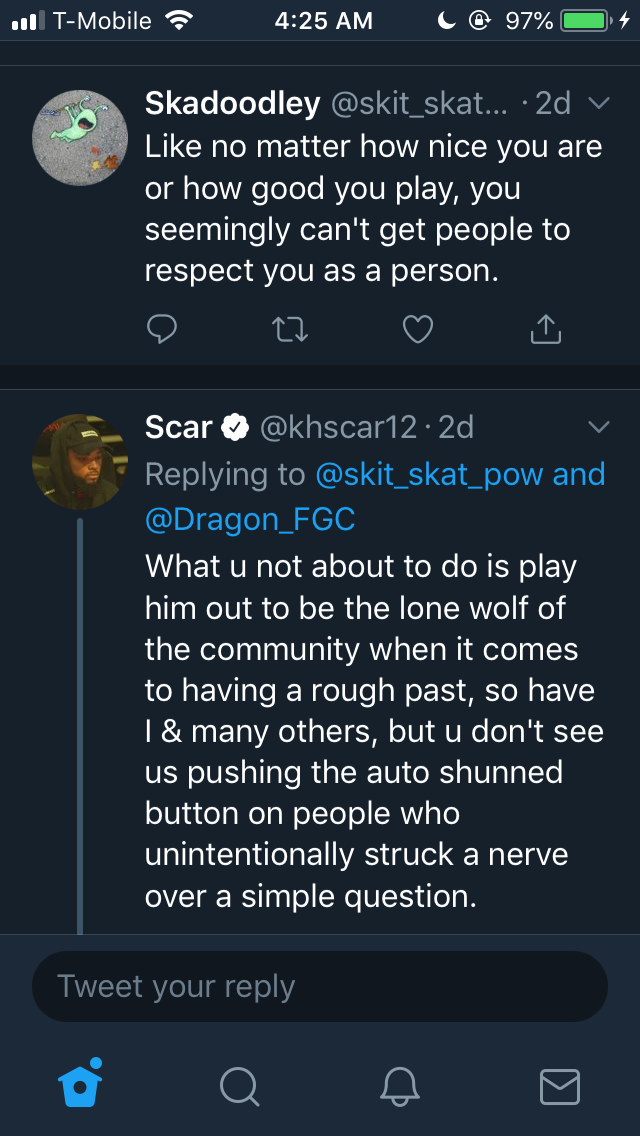 T-Mobile 4:25 AM 97%
Skadoodley @skit_skat... · 2d
Like no matter how nice you are
or how good you play, you
seemingly can't get people to
respect you as a person.
Scar @khscar12 · 2d
Replying to @skit_skat_pow and
@Dragon_FGC
What u not about to do is play
him out to be the lone wolf of
the community when it comes
to having a rough past, so have
I & many others, but u don't see
us pushing the auto shunned
button on people who
unintentionally struck a nerve
over a simple question.
Tweet your reply